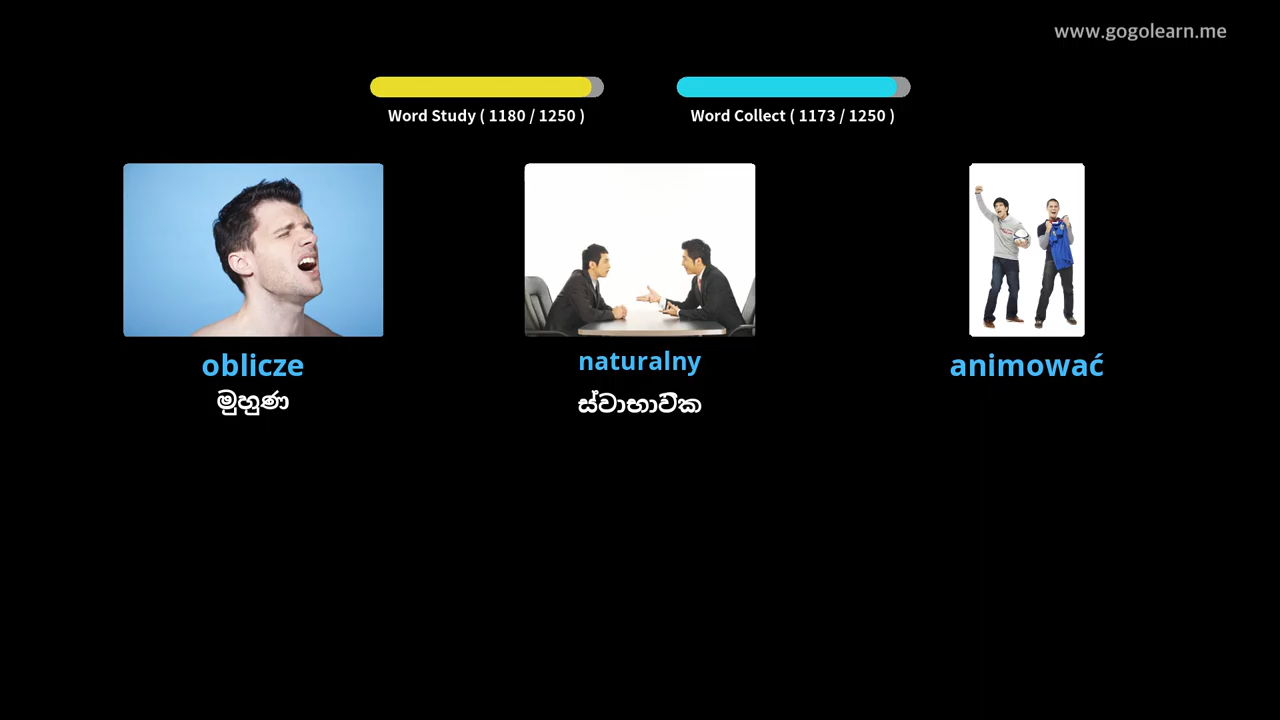 www.gogolearn.me
Word Study ( 1180 / 1250 )
Word Collect ( 1173 / 1250 )
oblicze
මුහුණ
naturalny
ස්වාභාවික
animować